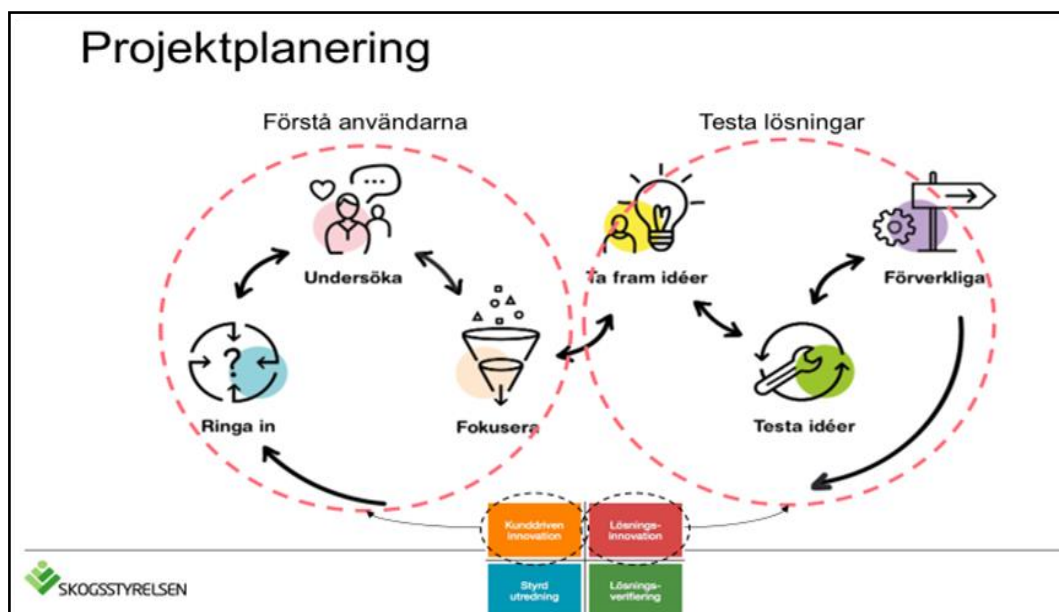 Projektplanering
Förstå användarna
Testa lösningar
Undersöka
Ta fram idéer
Förverkliga
?
Ringa in
Fokusera
Testa idéer
Kunddriven
innovation
Lösnings-
innovation
Styrd
utredning
Lösnings-
verifiering
SKOGSSTYRELSEN